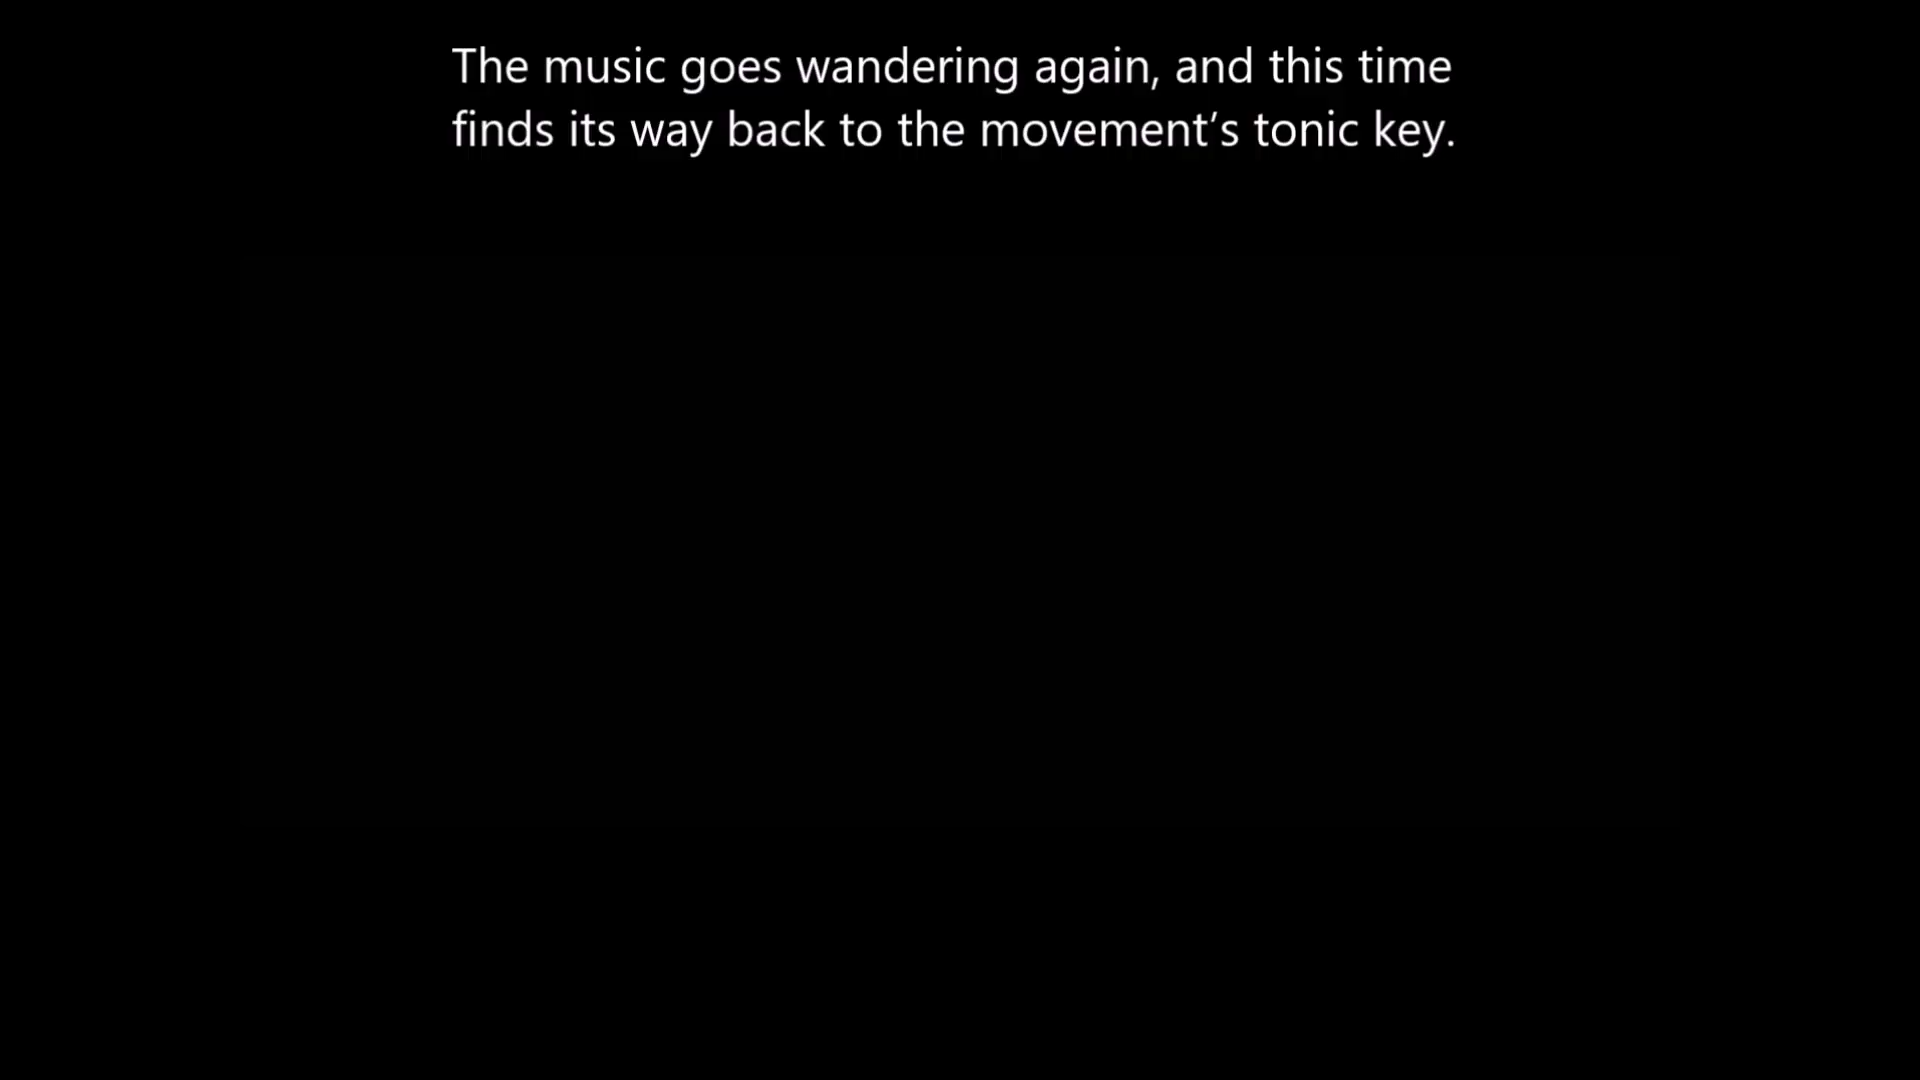 The music goes wandering again, and this time
finds its way back to the movement’s tonic key.